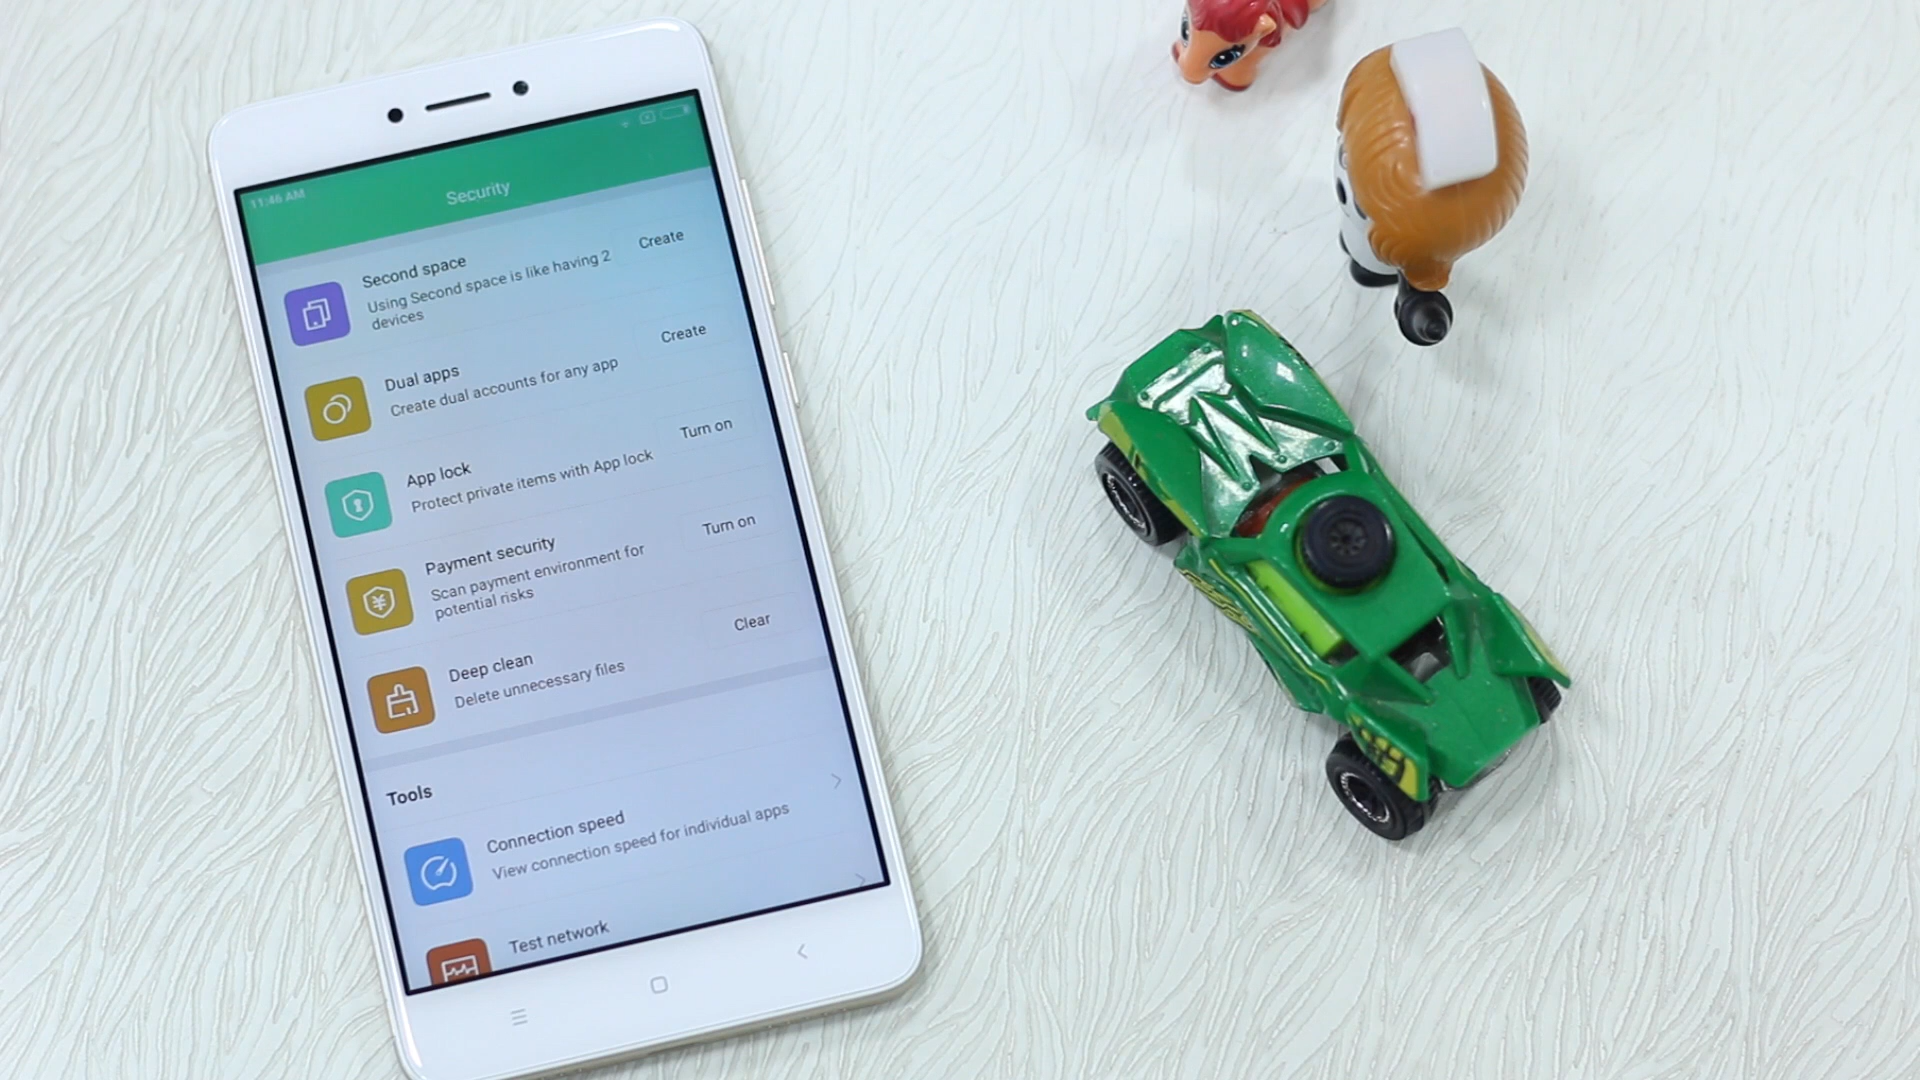 11:46 AM
Security
Second space
Using Second space is like having 2
devices
Create
Dual apps
Create dual accounts for any app
Create
App lock
Protect private items with App lock
Turn on
Payment security
Scan payment environment for
potential risks
Turn on
Deep clean
Delete unnecessary files
Clear
Tools
Connection speed
View connection speed for individual apps
Test network